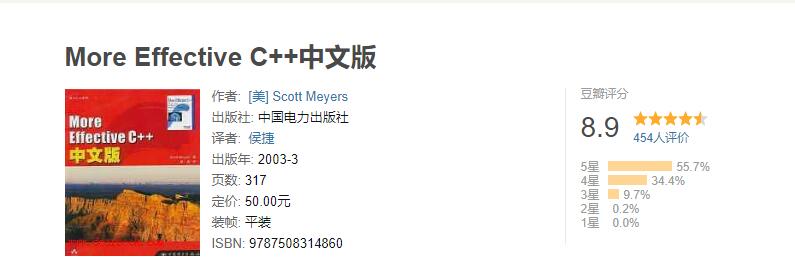 More Effective C++中文版
More
Effective C++
中文版
作者: [美] Scott Meyers
出版社: 中国电力出版社
译者: 侯捷
出版年: 2003-3
页数: 317
定价: 50.00元
装帧: 平装
ISBN: 9787508314860
豆瓣评分
8.9
454人评价
5星 55.7%
4星 34.4%
3星 9.7%
2星 0.2%
1星 0.0%